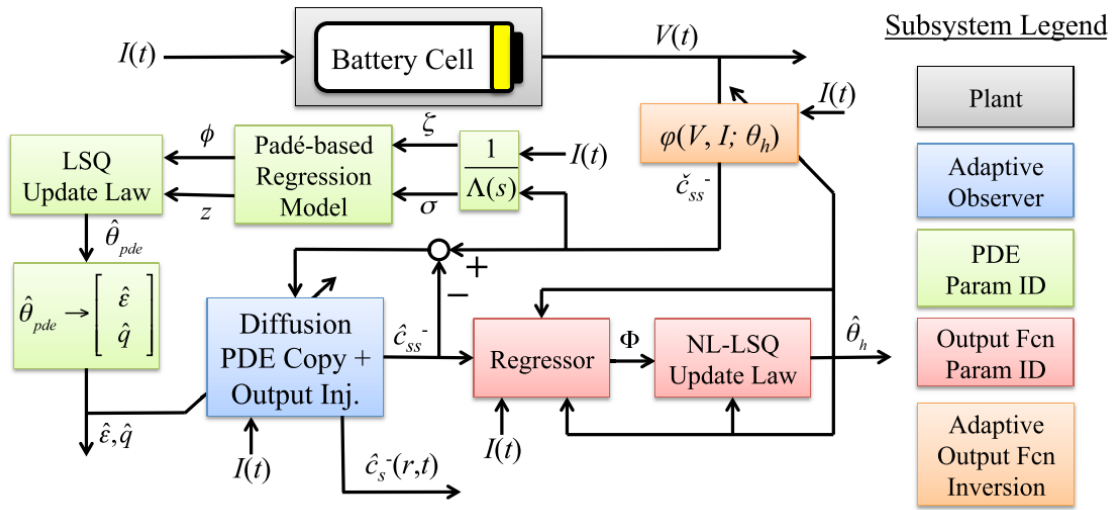 Subsystem Legend
I(t)
Battery Cell
V(t)
Plant
I(t)
φ(V, I; θ_h)
č_ss^-
LSQ
Update Law
ϕ
z
Padé-based
Regression
Model
ζ
σ
1
Λ(s)
I(t)
Adaptive
Observer
θ̂_pde
θ̂_pde → [ ε̂ q̂ ]
+
−
PDE
Param ID
Diffusion
PDE Copy +
Output Inj.
ĉ_ss^-
Regressor
Φ
NL-LSQ
Update Law
θ̂_h
Output Fcn
Param ID
ε̂,q̂
I(t)
ĉ_s^-(r,t)
I(t)
Adaptive
Output Fcn
Inversion